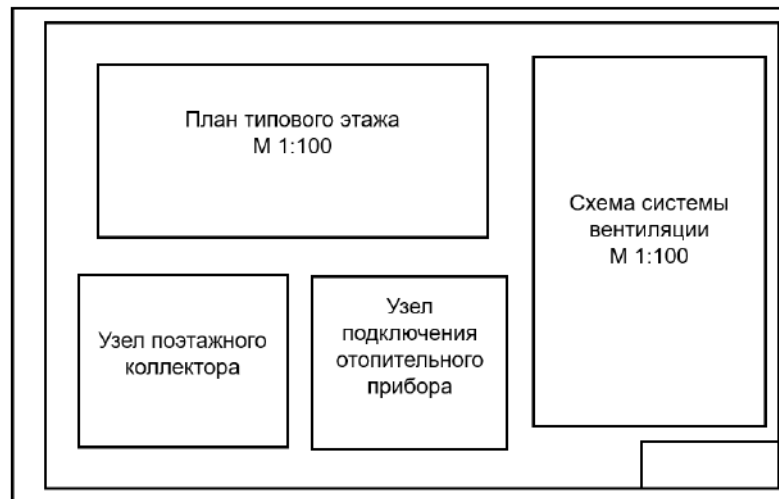 План типового этажа
М 1:100
Схема системы
вентиляции
М 1:100
Узел поэтажного
коллектора
Узел
подключения
отопительного
прибора